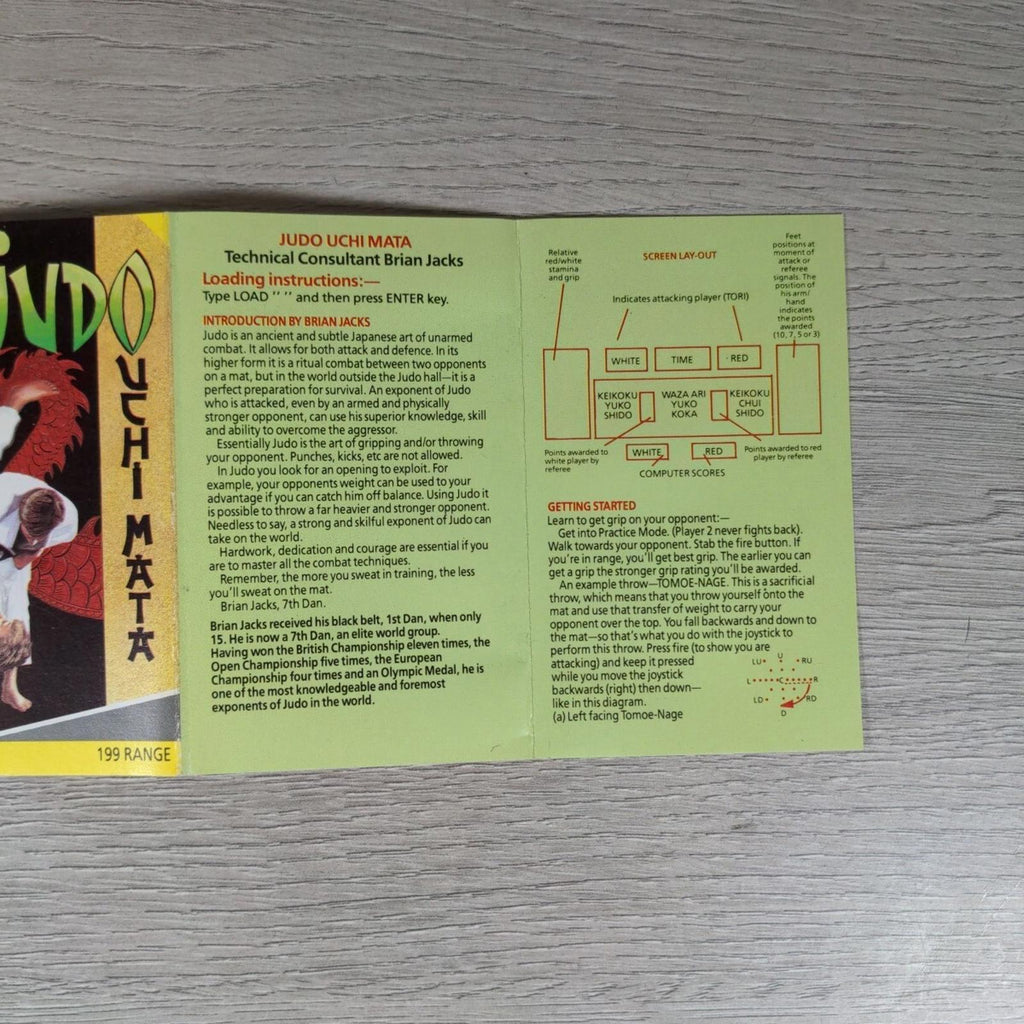 JUDO
UCHI MATA
199 RANGE
JUDO UCHI MATA
Technical Consultant Brian Jacks
Loading instructions:—
Type LOAD " " and then press ENTER key.
INTRODUCTION BY BRIAN JACKS
Judo is an ancient and subtle Japanese art of unarmed
combat. It allows for both attack and defence. In its
higher form it is a ritual combat between two opponents
on a mat, but in the world outside the Judo hall—it is a
perfect preparation for survival. An exponent of Judo
who is attacked, even by an armed and physically
stronger opponent, can use his superior knowledge, skill
and ability to overcome the aggressor.
Essentially Judo is the art of gripping and/or throwing
your opponent. Punches, kicks, etc are not allowed.
In Judo you look for an opening to exploit. For
example, your opponents weight can be used to your
advantage if you can catch him off balance. Using Judo it
is possible to throw a far heavier and stronger opponent.
Needless to say, a strong and skilful exponent of Judo can
take on the world.
Hardwork, dedication and courage are essential if you
are to master all the combat techniques.
Remember, the more you sweat in training, the less
you'll sweat on the mat.
Brian Jacks, 7th Dan.
Brian Jacks received his black belt, 1st Dan, when only
15. He is now a 7th Dan, an elite world group.
Having won the British Championship eleven times, the
Open Championship five times, the European
Championship four times and an Olympic Medal, he is
one of the most knowledgeable and foremost
exponents of Judo in the world.
SCREEN LAY-OUT
Relative
red/white
stamina
and grip
Indicates attacking player (TORI)
Feet
positions at
moment of
attack or
referee
signals. The
position of
his arm/
hand
indicates
the points
awarded
(10, 7, 5 or 3)
WHITE
TIME
RED
KEIKOKU
YUKO
SHIDO
WAZA ARI
YUKO
KOKA
KEIKOKU
CHUI
SHIDO
Points awarded to
white player by
referee
WHITE
RED
Points awarded to red
player by referee
COMPUTER SCORES
GETTING STARTED
Learn to get grip on your opponent:—
Get into Practice Mode. (Player 2 never fights back).
Walk towards your opponent. Stab the fire button. If
you're in range, you'll get best grip. The earlier you can
get a grip the stronger grip rating you'll be awarded.
An example throw—TOMOE-NAGE. This is a sacrificial
throw, which means that you throw yourself onto the
mat and use that transfer of weight to carry your
opponent over the top. You fall backwards and down to
the mat—so that's what you do with the joystick to
perform this throw. Press fire (to show you are
attacking) and keep it pressed
while you move the joystick
backwards (right) then down—
like in this diagram.
(a) Left facing Tomoe-Nage
U
LU RU
L C R
LD RD
D